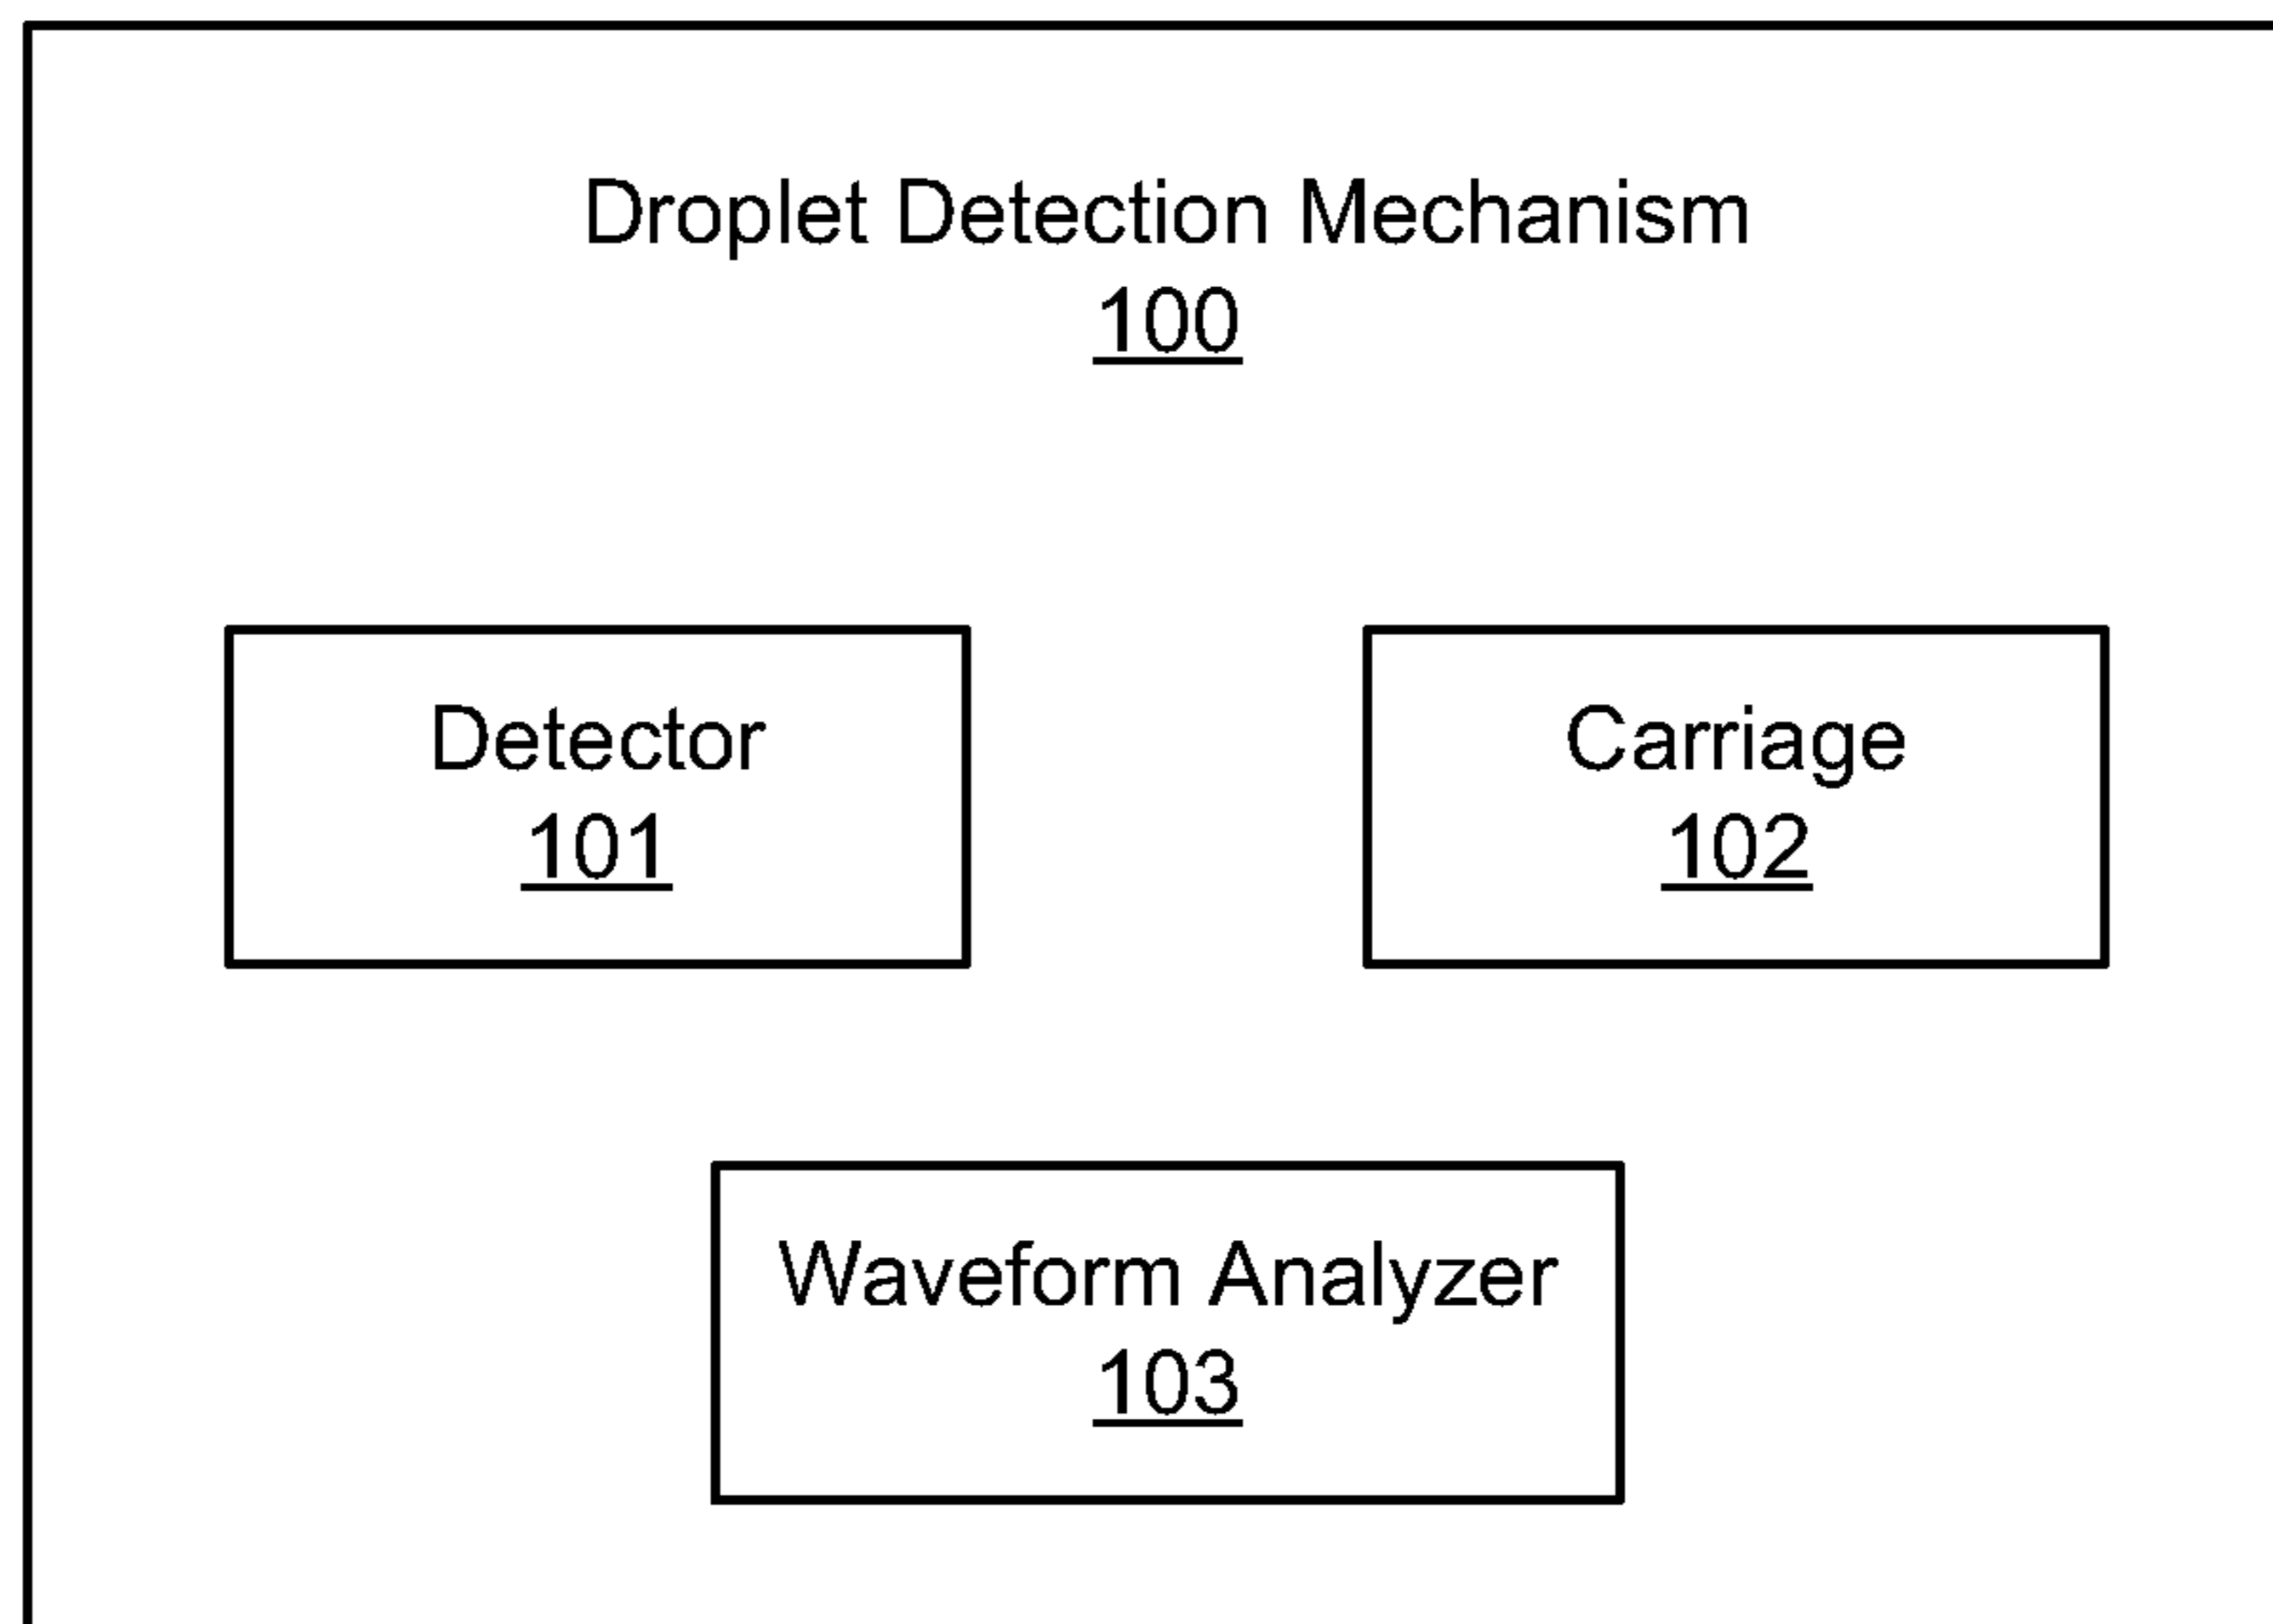 Droplet Detection Mechanism
100
Detector
101
Carriage
102
Waveform Analyzer
103